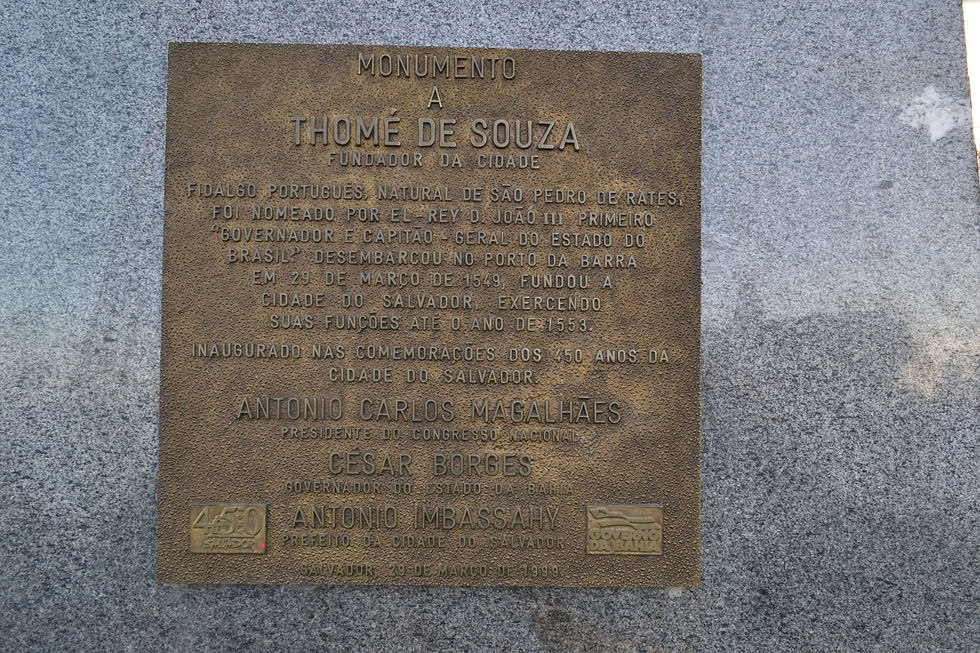 MONUMENTO
A
THOMÉ DE SOUZA
FUNDADOR DA CIDADE
FIDALGO PORTUGUÊS, NATURAL DE SÃO PEDRO DE RATES,
FOI NOMEADO POR EL-REY D. JOÃO III PRIMEIRO
"GOVERNADOR E CAPITÃO-GERAL DO ESTADO DO
BRASIL" DESEMBARCOU NO PORTO DA BARRA
EM 29 DE MARÇO DE 1549, FUNDOU A
CIDADE DO SALVADOR, EXERCENDO
SUAS FUNÇÕES ATÉ O ANO DE 1553.
INAUGURADO NAS COMEMORAÇÕES DOS 450 ANOS DA
CIDADE DO SALVADOR.
ANTONIO CARLOS MAGALHÃES
PRESIDENTE DO CONGRESSO NACIONAL
CÉSAR BORGES
GOVERNADOR DO ESTADO DA BAHIA
ANTONIO IMBASSAHY
PREFEITO DA CIDADE DO SALVADOR
SALVADOR, 29 DE MARÇO DE 1999.
450
SALVADOR
GOVERNO
DA BAHIA